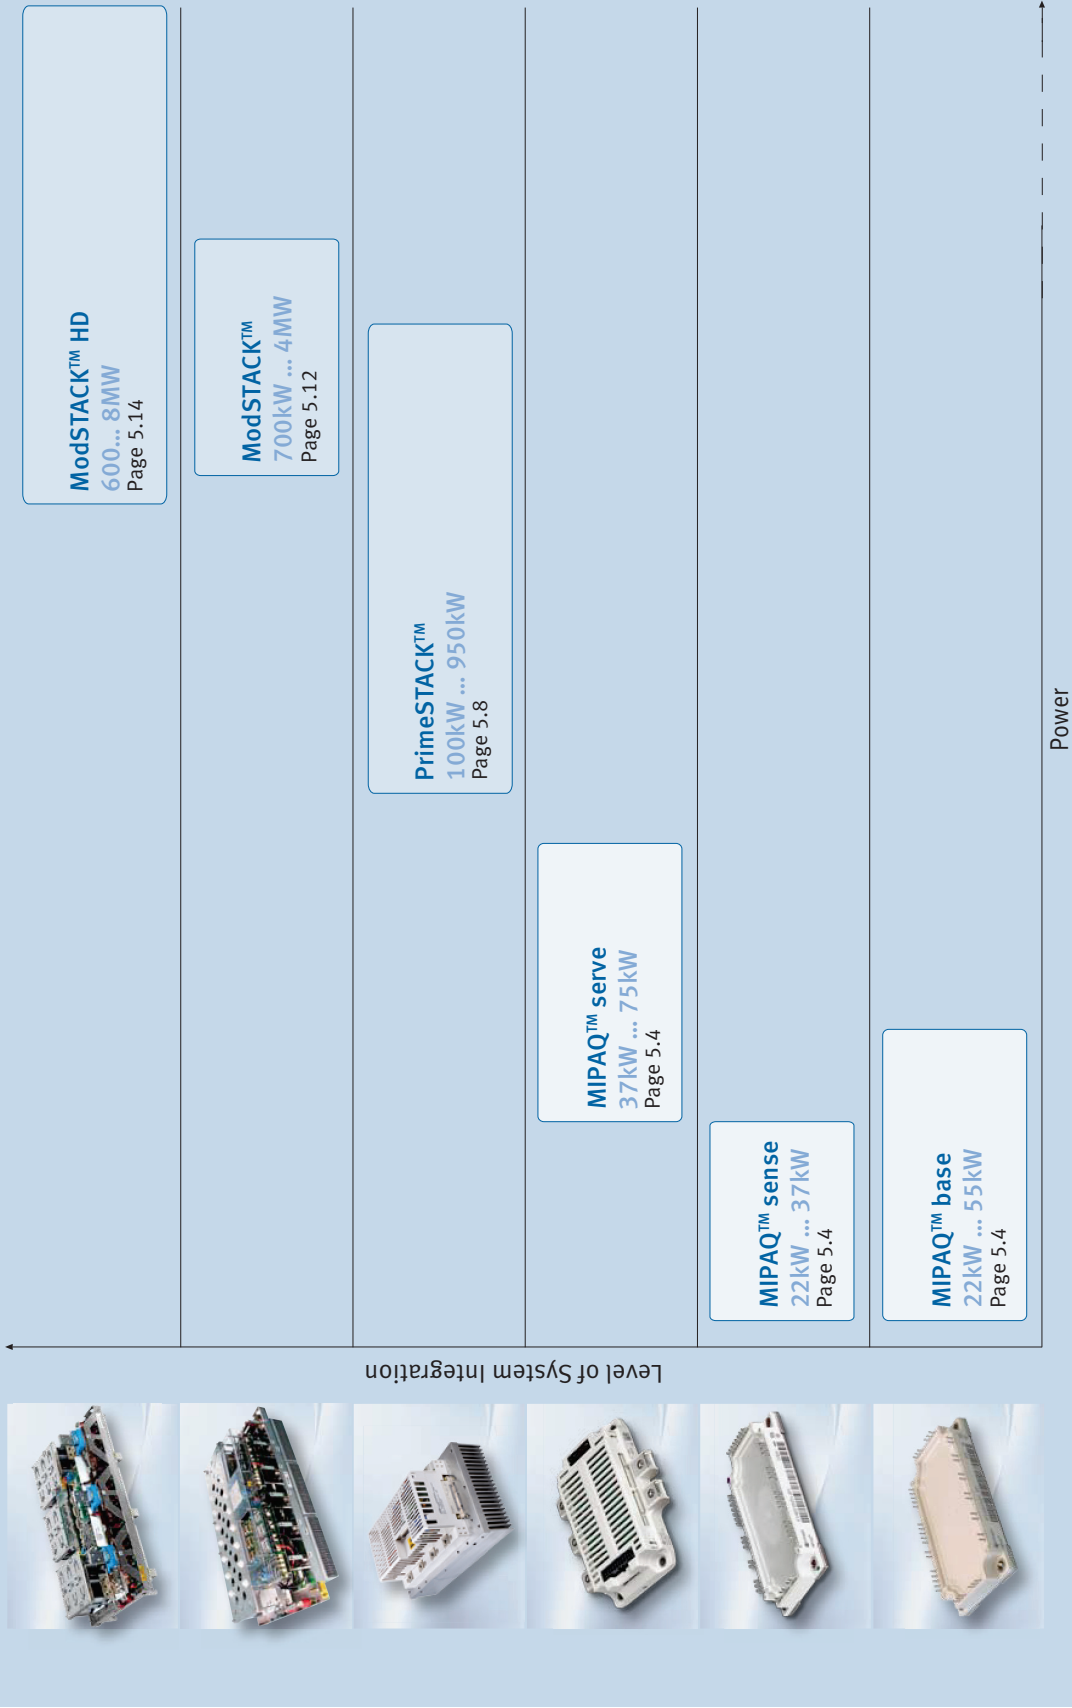 ModSTACK™ HD
600... 8MW
Page 5.14
ModSTACK™
700kW ... 4MW
Page 5.12
PrimeSTACK™
100kW ... 950kW
Page 5.8
MIPAQ™ serve
37kW ... 75kW
Page 5.4
MIPAQ™ sense
22kW ... 37kW
Page 5.4
MIPAQ™ base
22kW ... 55kW
Page 5.4
Level of System Integration
Power